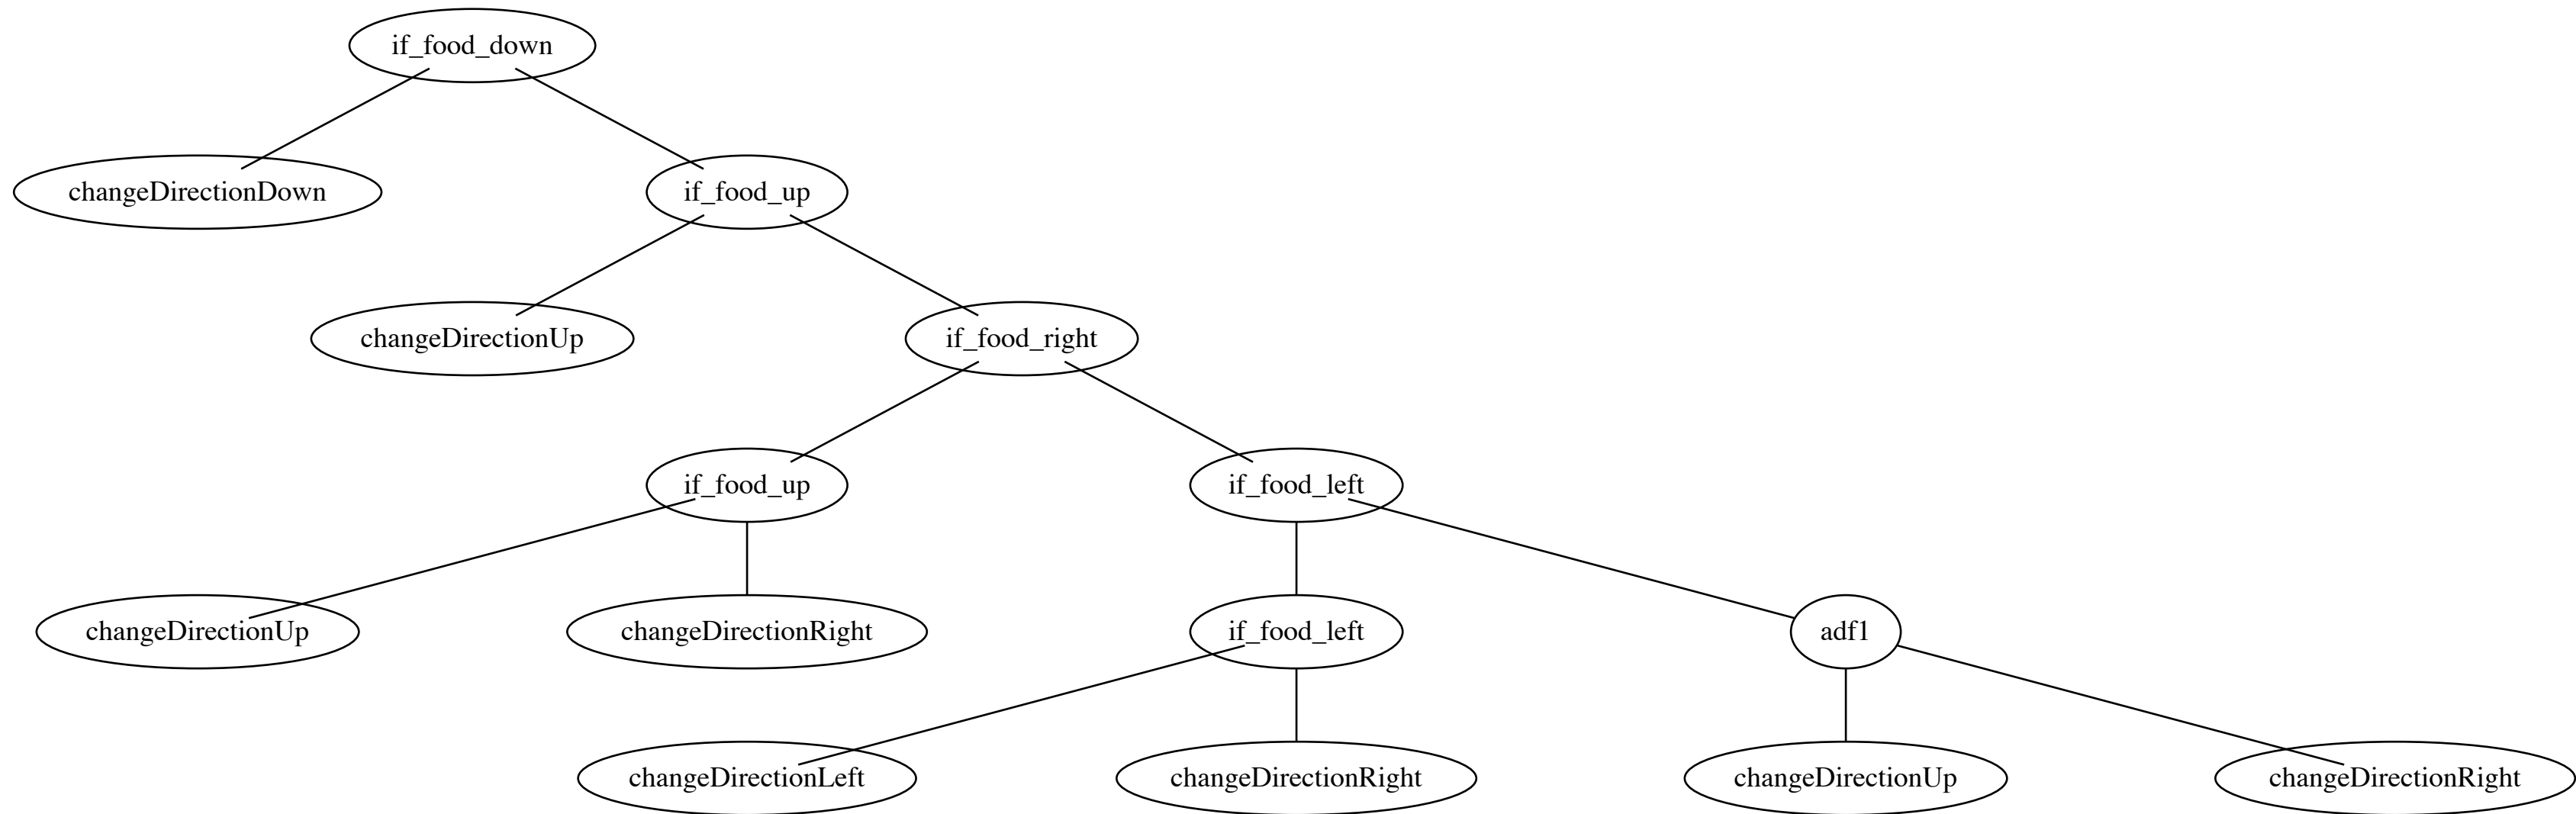 if_food_down
changeDirectionDown
if_food_up
changeDirectionUp
if_food_right
if_food_up
if_food_left
changeDirectionUp
changeDirectionRight
if_food_left
adf1
changeDirectionLeft
changeDirectionRight
changeDirectionUp
changeDirectionRight